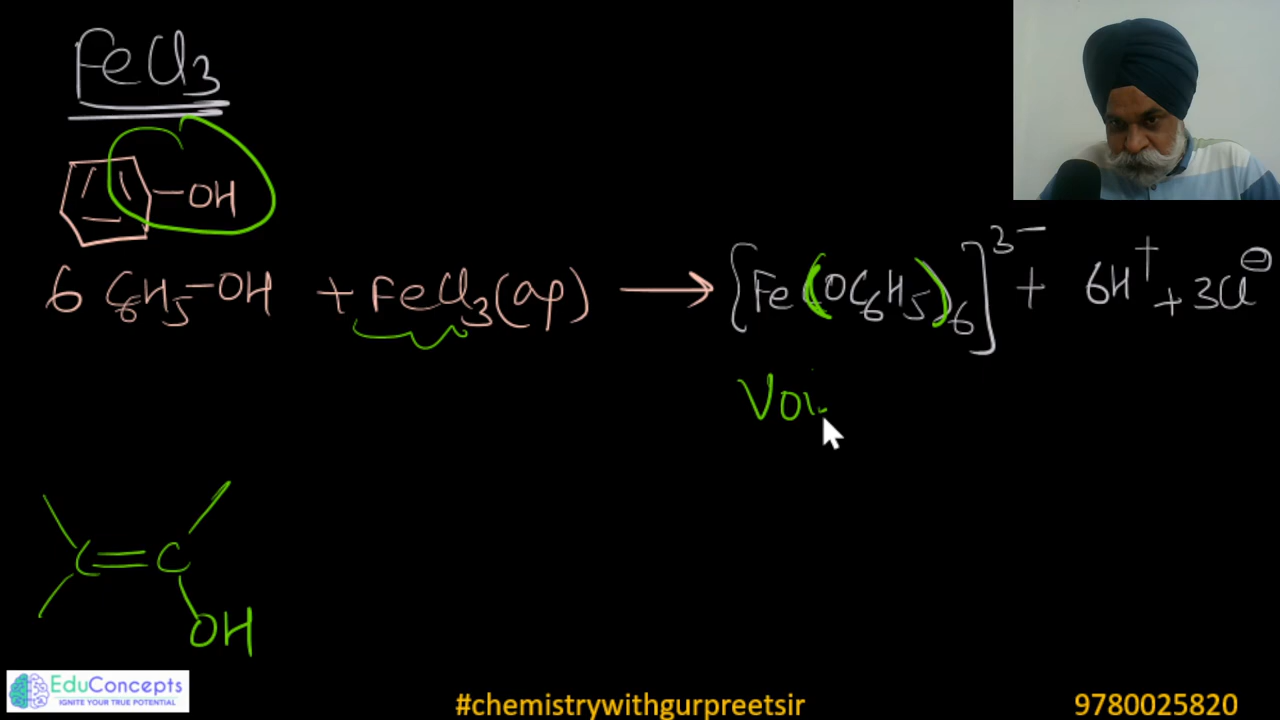 FeCl3
-OH
6 C6H5-OH + FeCl3(aq) → [Fe(OC6H5)6]3- + 6H+ + 3Cl⊖
Voi
C=C
OH
EduConcepts
IGNITE YOUR TRUE POTENTIAL
#chemistrywithgurpreetsir
9780025820